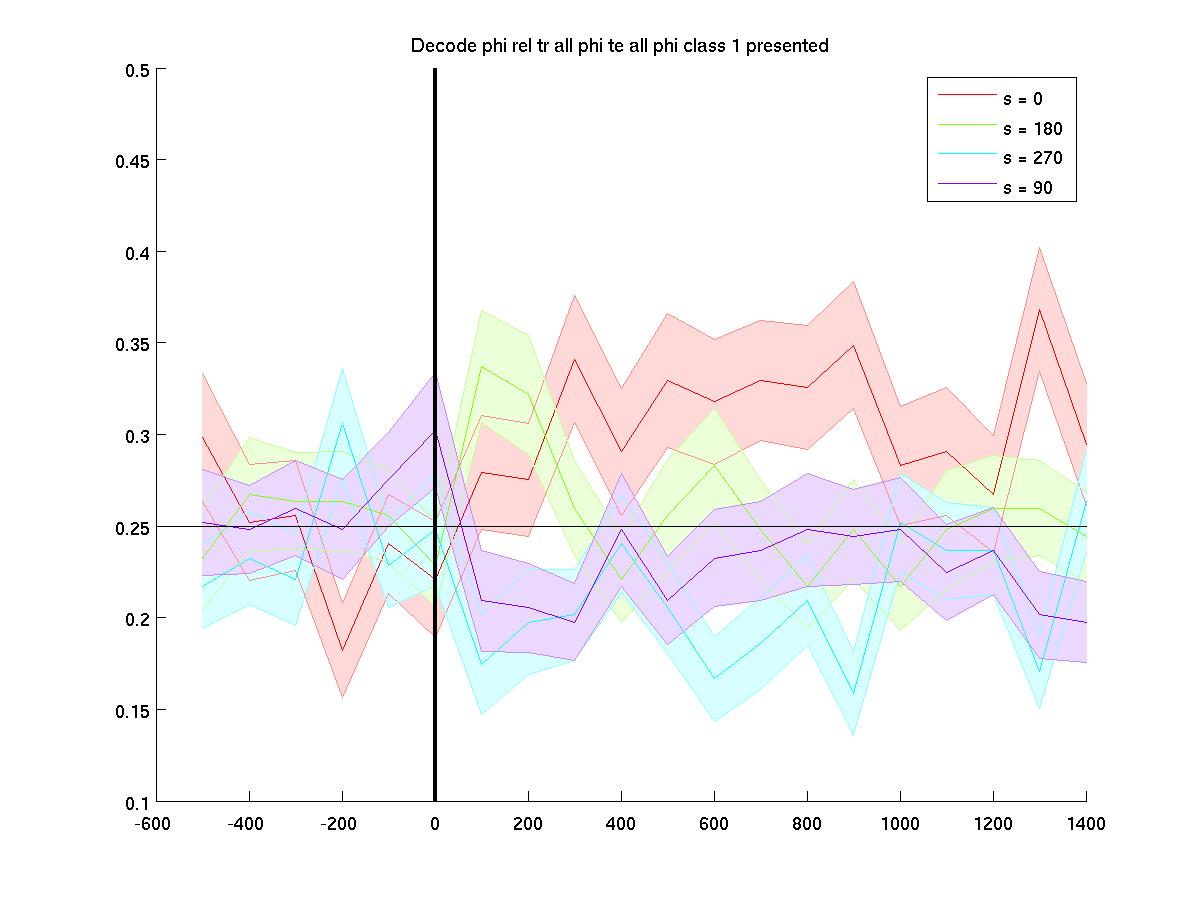 Decode phi rel tr all phi te all phi class 1 presented
0.5
s = 0
s = 180
s = 270
s = 90
0.45
0.4
0.35
0.3
0.25
0.2
0.15
0.1
-600 -400 -200 0 200 400 600 800 1000 1200 1400